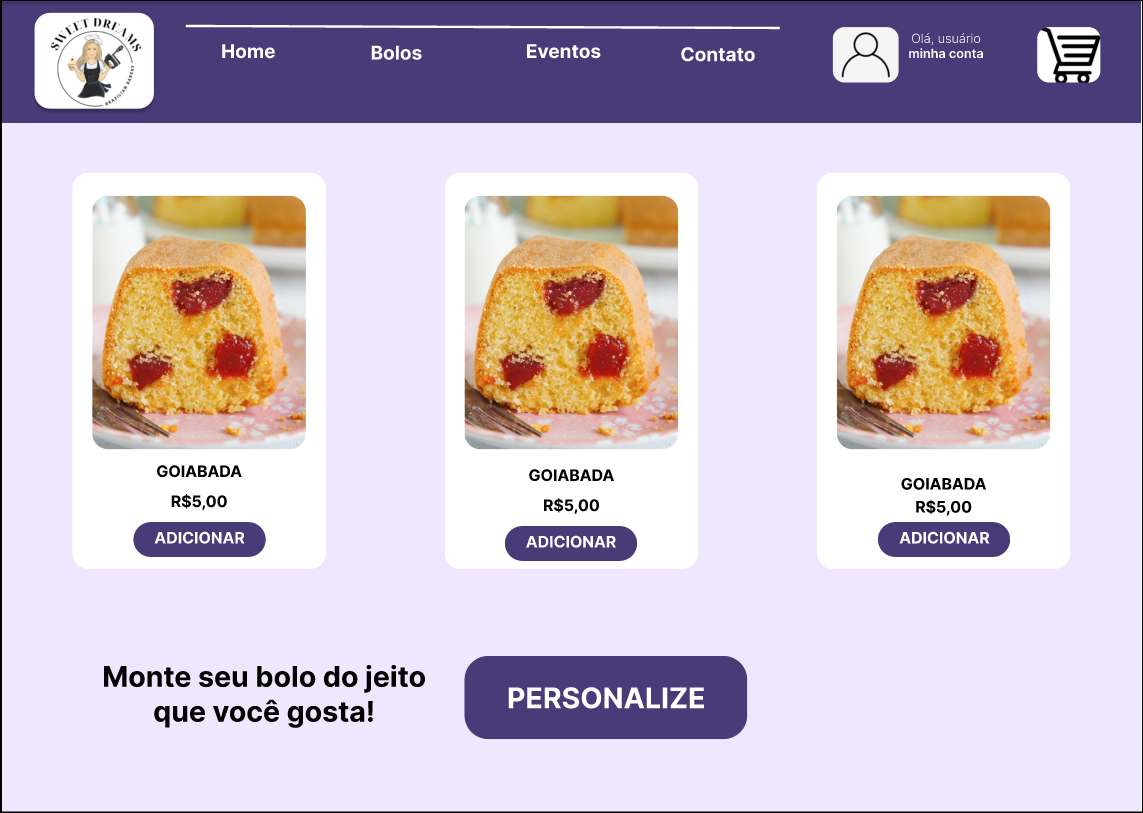 SWEET DREAMS
BRAZILIAN BAKERY
Home
Bolos
Eventos
Contato
Olá, usuário
minha conta
GOIABADA
R$5,00
ADICIONAR
GOIABADA
R$5,00
ADICIONAR
GOIABADA
R$5,00
ADICIONAR
Monte seu bolo do jeito
que você gosta!
PERSONALIZE